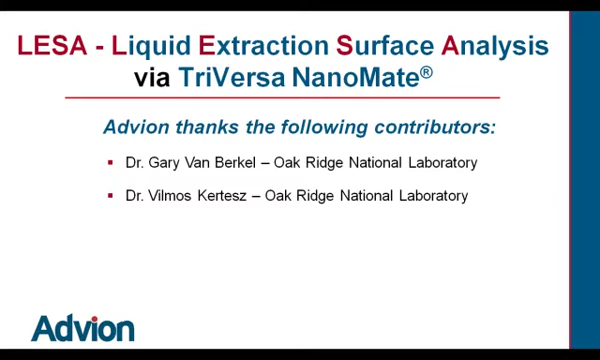 LESA - Liquid Extraction Surface Analysis
via TriVersa NanoMate®
Advion thanks the following contributors:
▪ Dr. Gary Van Berkel – Oak Ridge National Laboratory
▪ Dr. Vilmos Kertesz – Oak Ridge National Laboratory
Advion